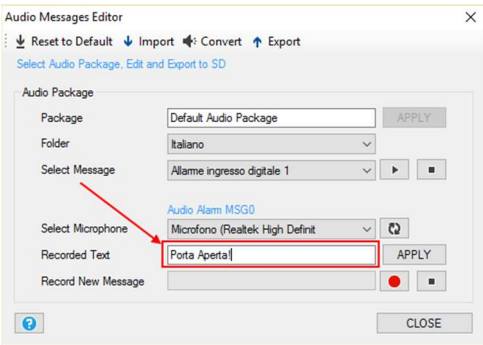 Audio Messages Editor
Reset to Default Import Convert Export
Select Audio Package, Edit and Export to SD
Audio Package
Package Default Audio Package APPLY
Folder Italiano
Select Message Allarme ingresso digitale 1
Audio Alarm MSG0
Select Microphone Microfono (Realtek High Definit
Recorded Text Porta Aperta! APPLY
Record New Message
? CLOSE